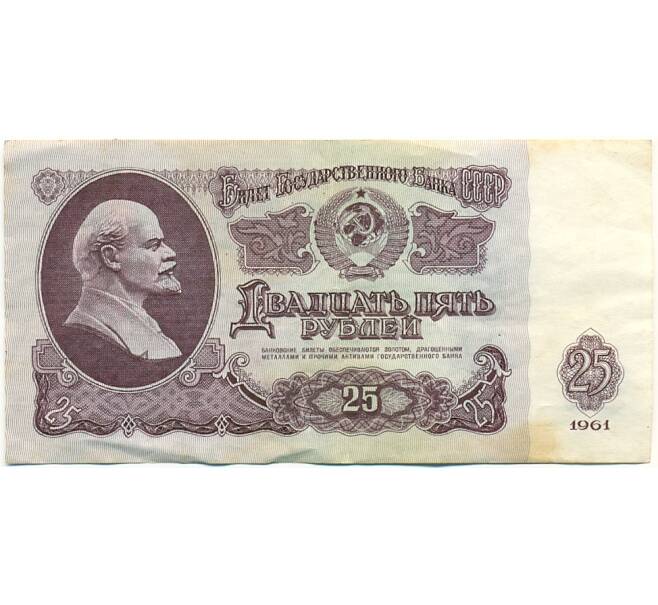 Билет Государственного Банка СССР
Двадцать пять
рублей
БАНКОВСКИЕ БИЛЕТЫ ОБЕСПЕЧИВАЮТСЯ ЗОЛОТОМ, ДРАГОЦЕННЫМИ
МЕТАЛЛАМИ И ПРОЧИМИ АКТИВАМИ ГОСУДАРСТВЕННОГО БАНКА
25
25
25
25
1961